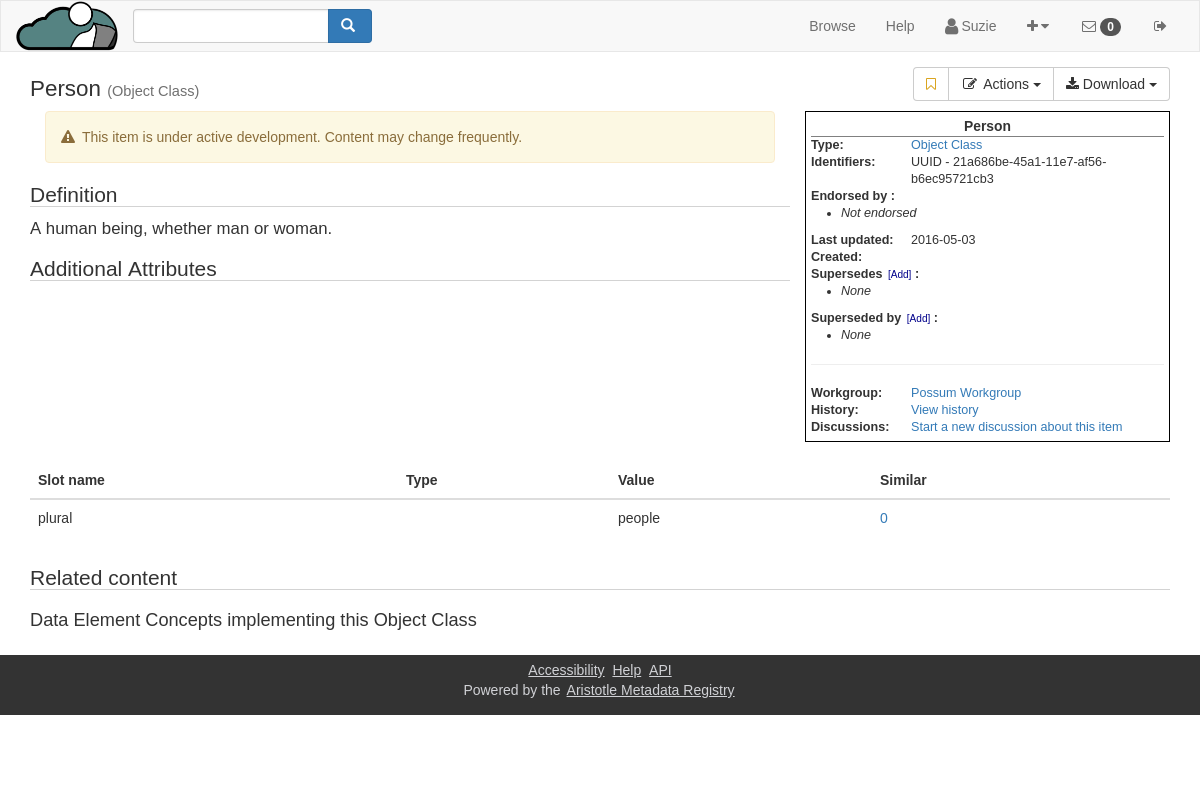 Browse Help Suzie 0
Person (Object Class)
Actions Download
This item is under active development. Content may change frequently.
Definition
A human being, whether man or woman.
Additional Attributes
Person
Type: Object Class
Identifiers: UUID - 21a686be-45a1-11e7-af56-
b6ec95721cb3
Endorsed by :
Not endorsed
Last updated: 2016-05-03
Created:
Supersedes [Add] :
None
Superseded by [Add] :
None
Workgroup: Possum Workgroup
History: View history
Discussions: Start a new discussion about this item
Slot name Type Value Similar
plural people 0
Related content
Data Element Concepts implementing this Object Class
Accessibility Help API
Powered by the Aristotle Metadata Registry